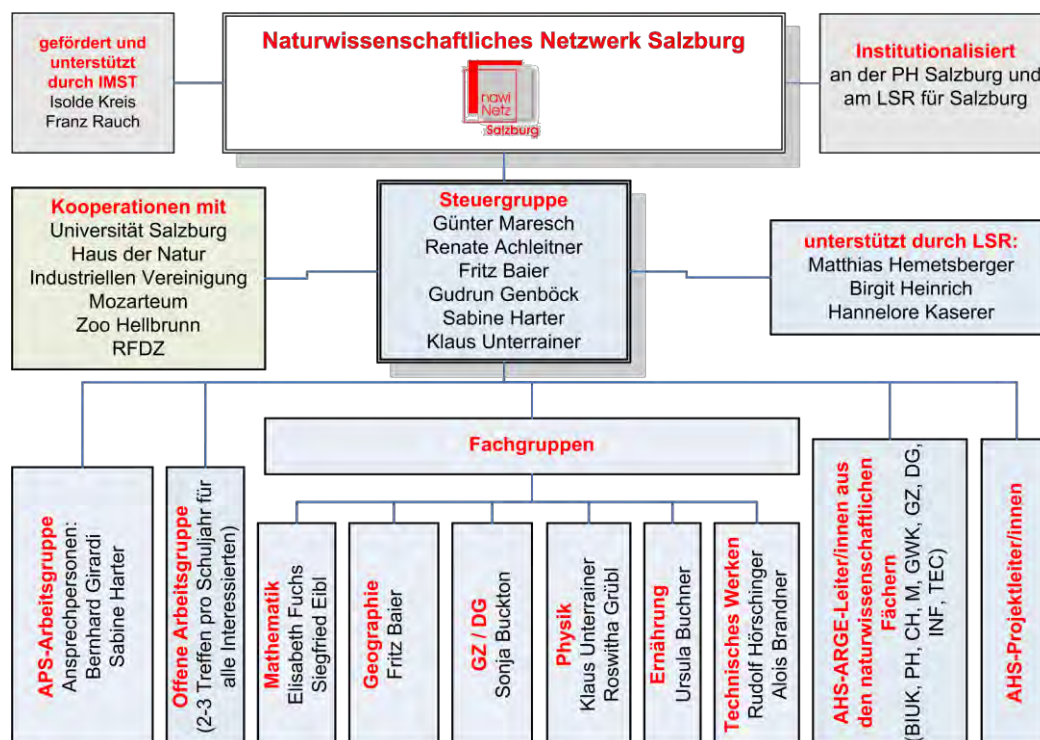 gefördert und
unterstützt
durch IMST
Isolde Kreis
Franz Rauch
Naturwissenschaftliches Netzwerk Salzburg
nawi
Netz
Salzburg
Institutionalisiert
an der PH Salzburg und
am LSR für Salzburg
Kooperationen mit
Universität Salzburg
Haus der Natur
Industriellen Vereinigung
Mozarteum
Zoo Hellbrunn
RFDZ
Steuergruppe
Günter Maresch
Renate Achleitner
Fritz Baier
Gudrun Genböck
Sabine Harter
Klaus Unterrainer
unterstützt durch LSR:
Matthias Hemetsberger
Birgit Heinrich
Hannelore Kaserer
APS-Arbeitsgruppe
Ansprechpersonen:
Bernhard Girardi
Sabine Harter
Offene Arbeitsgruppe
(2-3 Treffen pro Schuljahr für
alle Interessierten)
Fachgruppen
Mathematik
Elisabeth Fuchs
Siegfried Eibl
Geographie
Fritz Baier
GZ / DG
Sonja Buckton
Physik
Klaus Unterrainer
Roswitha Grübl
Ernährung
Ursula Buchner
Technisches Werken
Rudolf Hörschinger
Alois Brandner
AHS-ARGE-Leiter/innen aus
den naturwissenschaftlichen
Fächern
(BIUK, PH, CH, M, GWK, GZ, DG,
INF, TEC)
AHS-Projektleiter/innen